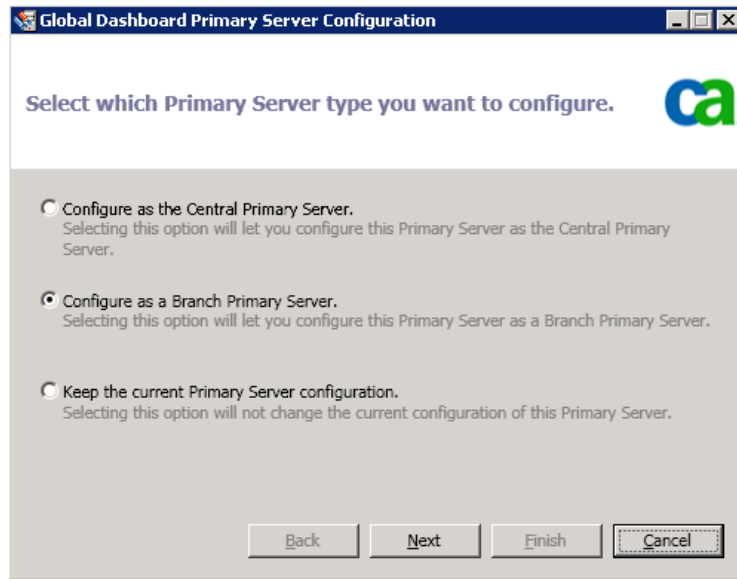 Global Dashboard Primary Server Configuration
Select which Primary Server type you want to configure.
ca
Configure as the Central Primary Server.
Selecting this option will let you configure this Primary Server as the Central Primary
Server.
Configure as a Branch Primary Server.
Selecting this option will let you configure this Primary Server as a Branch Primary Server.
Keep the current Primary Server configuration.
Selecting this option will not change the current configuration of this Primary Server.
Back Next Finish Cancel